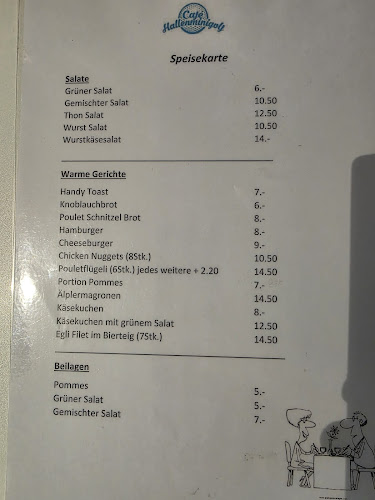 Café
Hallenminigolf
Speisekarte
Salate
Grüner Salat 6.-
Gemischter Salat 10.50
Thon Salat 12.50
Wurst Salat 10.50
Wurstkäsesalat 14.-
Warme Gerichte
Handy Toast 7.-
Knoblauchbrot 6.-
Poulet Schnitzel Brot 8.-
Hamburger 8.-
Cheeseburger 9.-
Chicken Nuggets (8Stk.) 10.50
Pouletflügeli (6Stk.) jedes weitere + 2.20 14.50
Portion Pommes 7.-
Älplermagronen 14.50
Käsekuchen 8.-
Käsekuchen mit grünem Salat 12.50
Egli Filet im Bierteig (7Stk.) 14.50
Beilagen
Pommes 5.-
Grüner Salat 5.-
Gemischter Salat 7.-